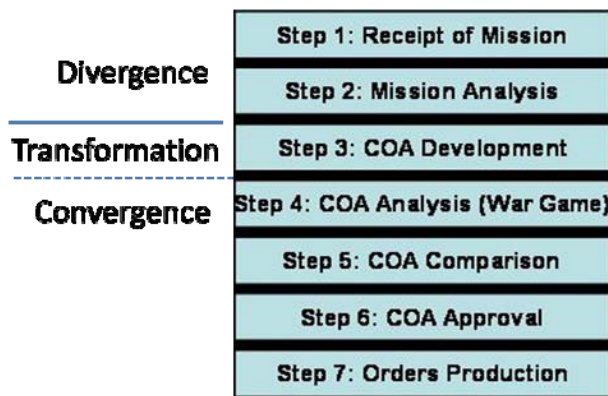 Divergence
Transformation
Convergence
Step 1: Receipt of Mission
Step 2: Mission Analysis
Step 3: COA Development
Step 4: COA Analysis (War Game)
Step 5: COA Comparison
Step 6: COA Approval
Step 7: Orders Production